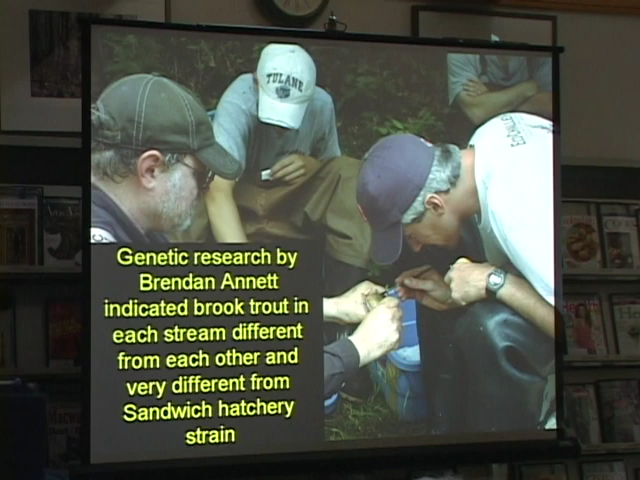 TULANE
Genetic research by
Brendan Annett
indicated brook trout in
each stream different
from each other and
very different from
Sandwich hatchery
strain